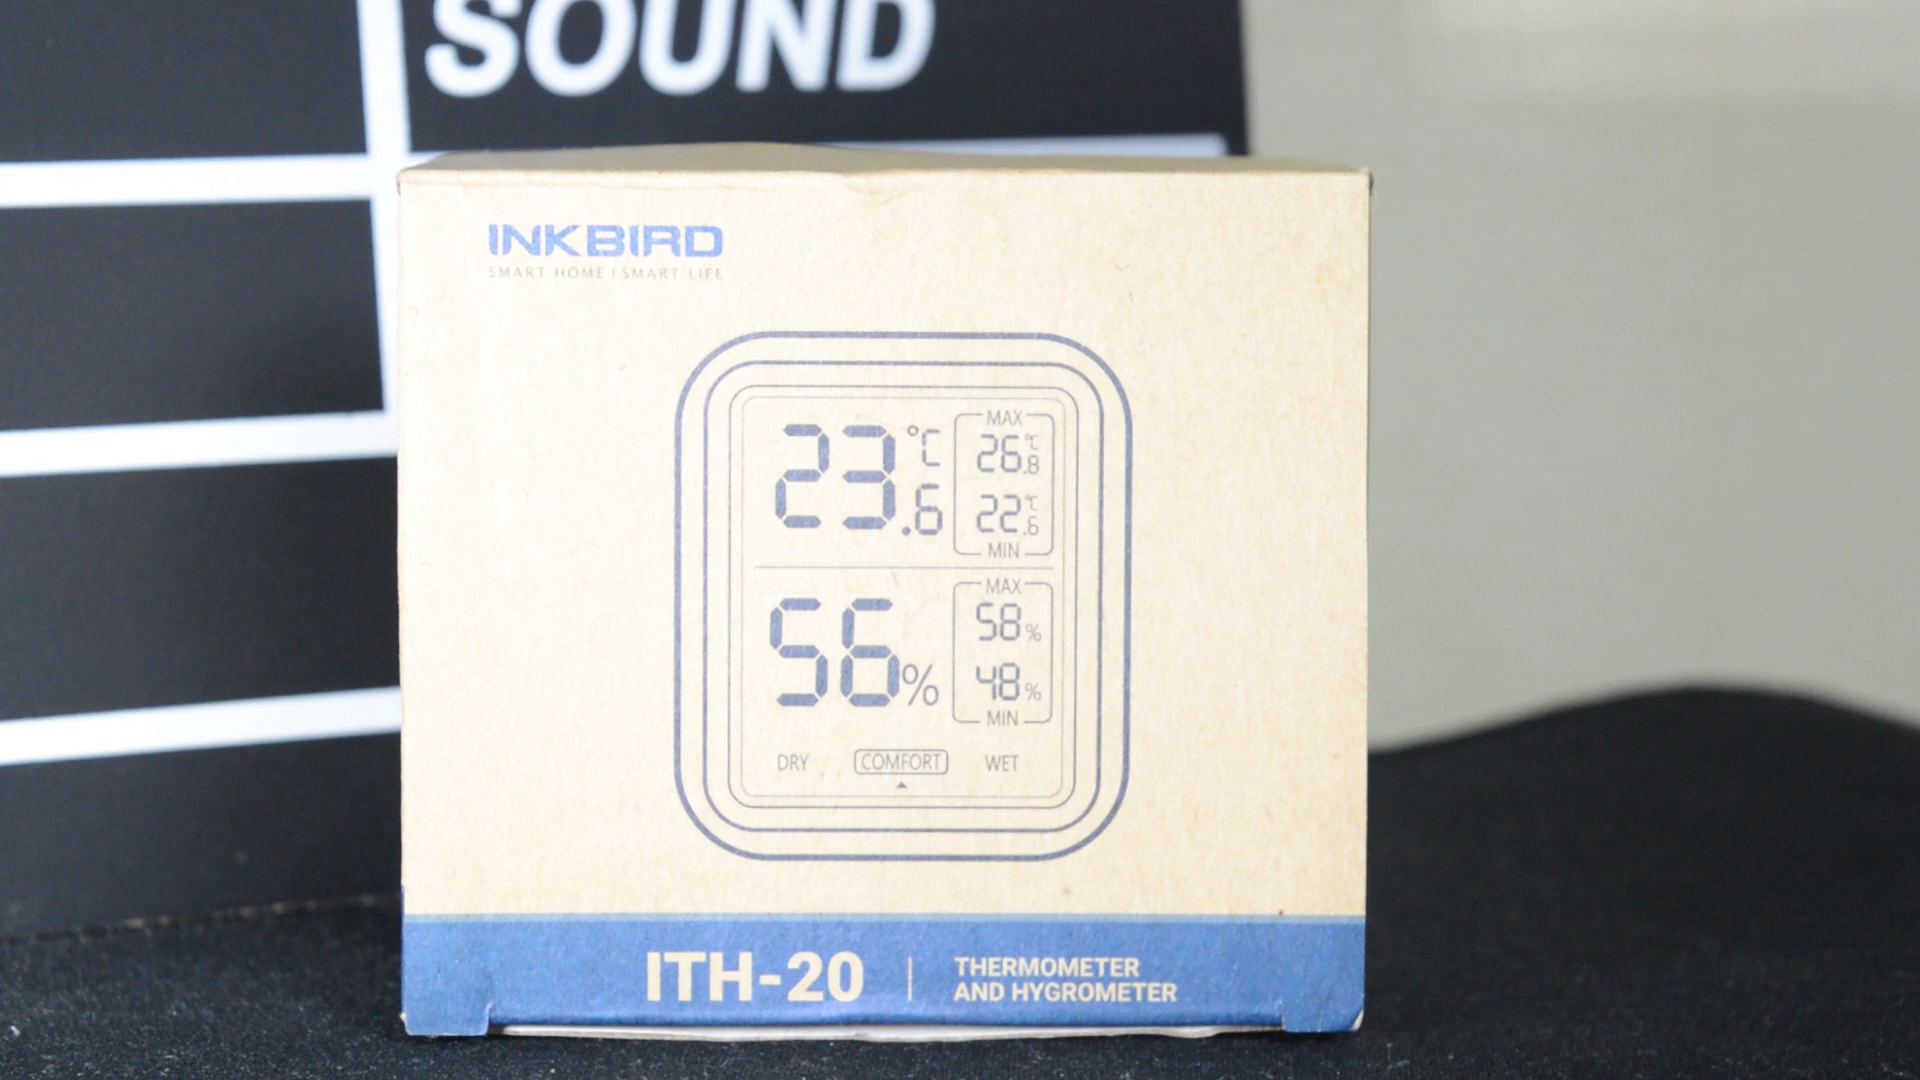 SOUND
INKBIRD
SMART HOME | SMART LIFE
23.6 °C
MAX
26.8 °C
22.6 °C
MIN
56%
MAX
58%
48%
MIN
DRY COMFORT WET
ITH-20 | THERMOMETER
AND HYGROMETER